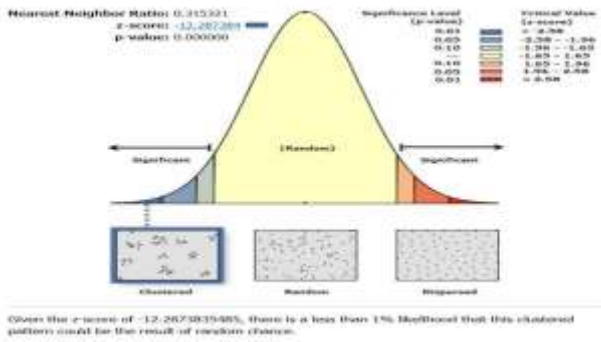 Nearest Neighbor Ratio: 0.315321
z-score: -12.287384
p-value: 0.000000
Significance Level
(p-value)
Critical Value
(z-score)
0.01 < -2.58
0.05 -2.58 - -1.96
0.10 -1.96 - -1.65
— -1.65 - 1.65
0.10 1.65 - 1.96
0.05 1.96 - 2.58
0.01 > 2.58
(Random)
Significant
Significant
Clustered
Random
Dispersed
Given the z-score of there is a less than 1% likelihood that this clustered
pattern could be the result of random chance.